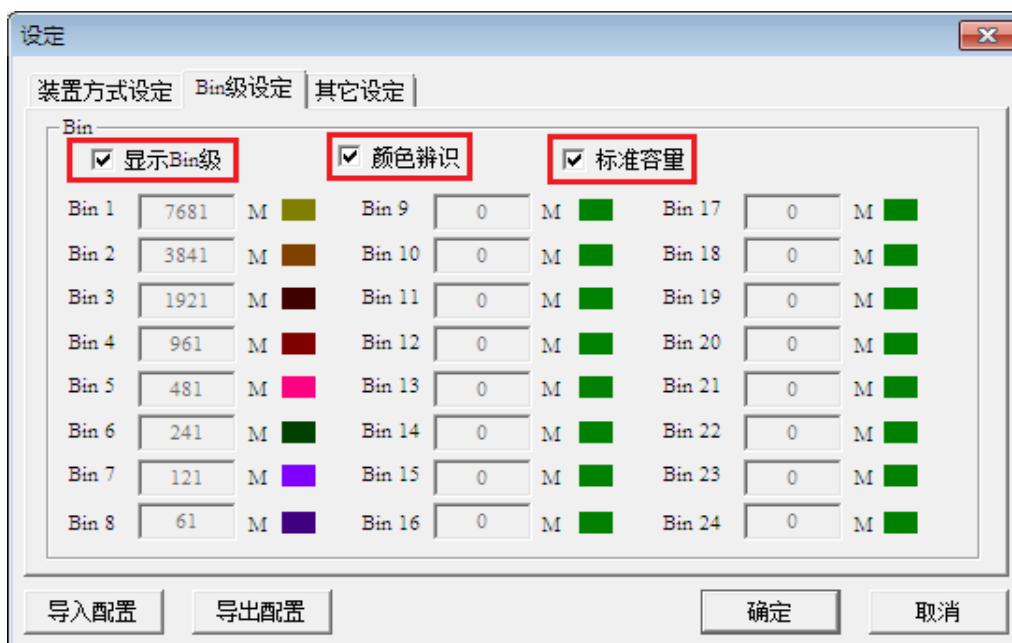 设定
装置方式设定 Bin级设定 其它设定
Bin
显示Bin级 颜色辨识 标准容量
Bin 1 7681 M Bin 9 0 M Bin 17 0 M
Bin 2 3841 M Bin 10 0 M Bin 18 0 M
Bin 3 1921 M Bin 11 0 M Bin 19 0 M
Bin 4 961 M Bin 12 0 M Bin 20 0 M
Bin 5 481 M Bin 13 0 M Bin 21 0 M
Bin 6 241 M Bin 14 0 M Bin 22 0 M
Bin 7 121 M Bin 15 0 M Bin 23 0 M
Bin 8 61 M Bin 16 0 M Bin 24 0 M
导入配置 导出配置 确定 取消